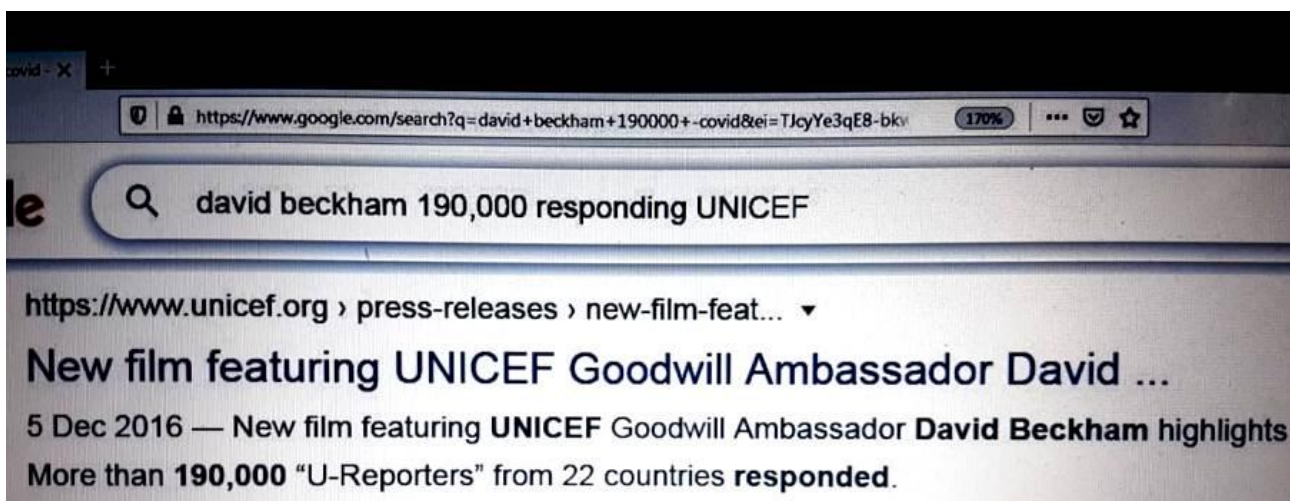 covid - X +
https://www.google.com/search?q=david+beckham+190000+-covid&ei=TJcyYe3qE8-bkv 170% ...
le david beckham 190,000 responding UNICEF
https://www.unicef.org › press-releases › new-film-feat... ▼
New film featuring UNICEF Goodwill Ambassador David ...
5 Dec 2016 — New film featuring UNICEF Goodwill Ambassador David Beckham highlights
More than 190,000 “U-Reporters” from 22 countries responded.